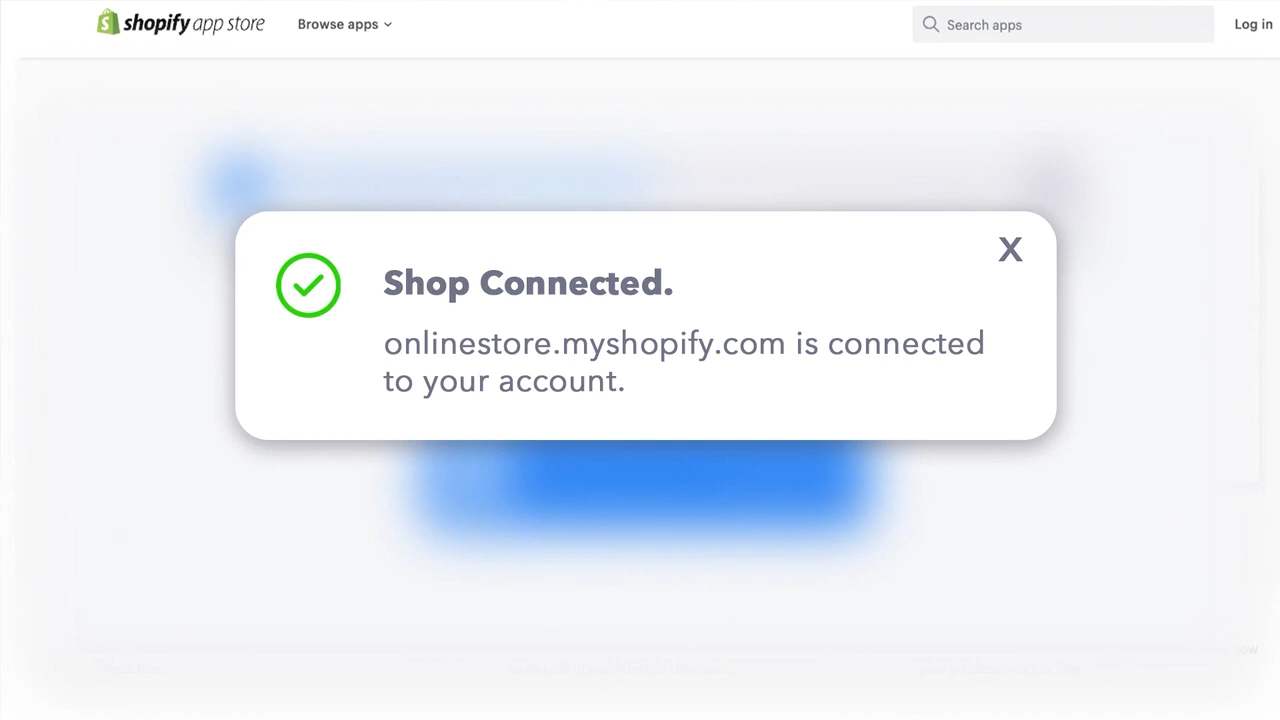 shopify app store
Browse apps
Search apps
Log in
X
Shop Connected.
onlinestore.myshopify.com is connected
to your account.